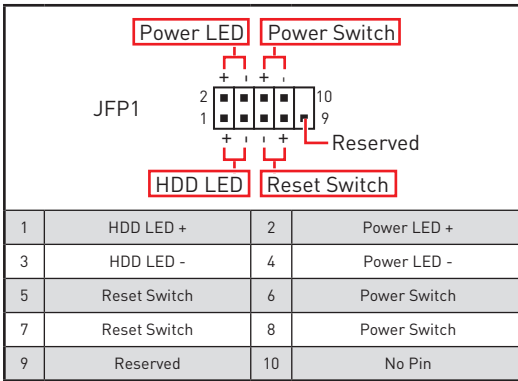 Power LED Power Switch
+ - + -
JFP1
2 10
1 9
+ - - +
Reserved
HDD LED Reset Switch
1 HDD LED + 2 Power LED +
3 HDD LED - 4 Power LED -
5 Reset Switch 6 Power Switch
7 Reset Switch 8 Power Switch
9 Reserved 10 No Pin